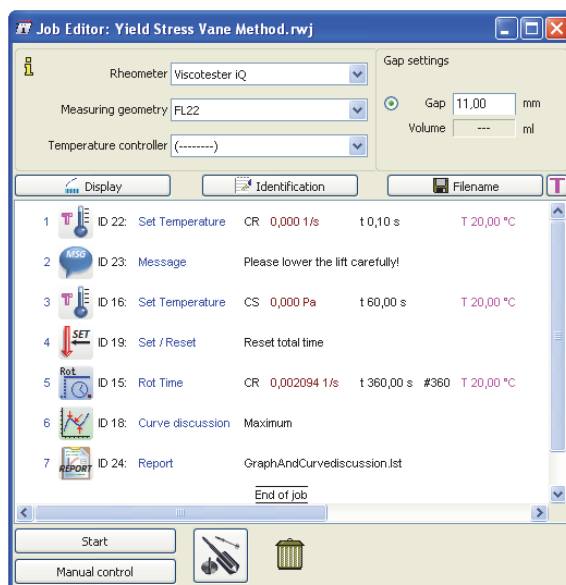 Job Editor: Yield Stress Vane Method.rwj
Rheometer Viscotester iQ
Measuring geometry FL22
Temperature controller (--------)
Gap settings
Gap 11,00 mm
Volume --- ml
Display Identification Filename T
1 T ID 22: Set Temperature CR 0,000 1/s t 0,10 s T 20,00 °C
2 MSG ID 23: Message Please lower the lift carefully!
3 T ID 16: Set Temperature CS 0,000 Pa t 60,00 s T 20,00 °C
4 SET ID 19: Set / Reset Reset total time
5 Rot ID 15: Rot Time CR 0,002094 1/s t 360,00 s #360 T 20,00 °C
6 ID 18: Curve discussion Maximum
7 REPORT ID 24: Report GraphAndCurvediscussion.lst
End of job
Start
Manual control